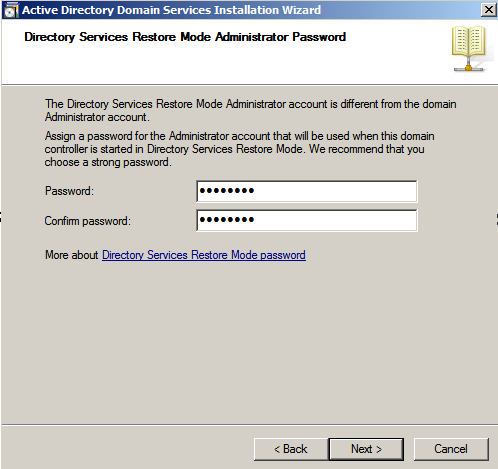 Active Directory Domain Services Installation Wizard
Directory Services Restore Mode Administrator Password
The Directory Services Restore Mode Administrator account is different from the domain
Administrator account.
Assign a password for the Administrator account that will be used when this domain
controller is started in Directory Services Restore Mode. We recommend that you
choose a strong password.
Password: ●●●●●●●●
Confirm password: ●●●●●●●●
More about Directory Services Restore Mode password
< Back Next > Cancel